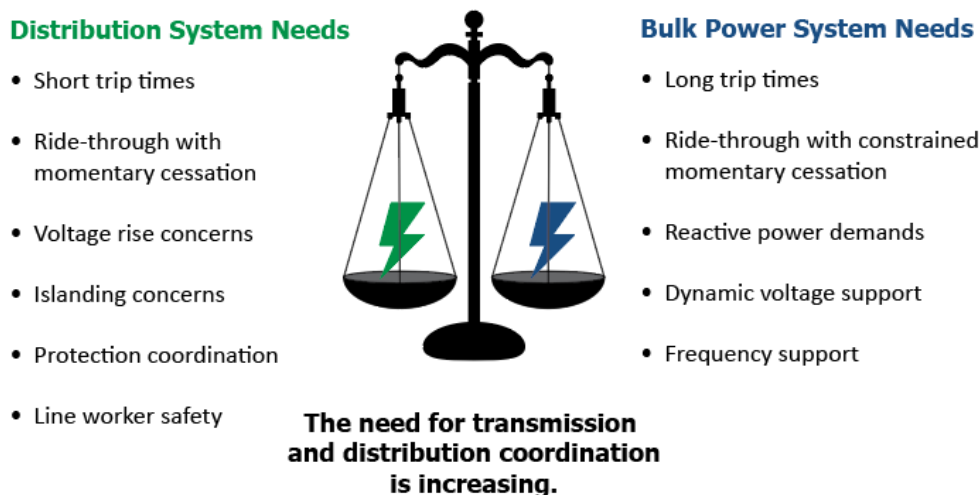 Distribution System Needs
• Short trip times
• Ride-through with
momentary cessation
• Voltage rise concerns
• Islanding concerns
• Protection coordination
• Line worker safety
Bulk Power System Needs
• Long trip times
• Ride-through with constrained
momentary cessation
• Reactive power demands
• Dynamic voltage support
• Frequency support
The need for transmission
and distribution coordination
is increasing.